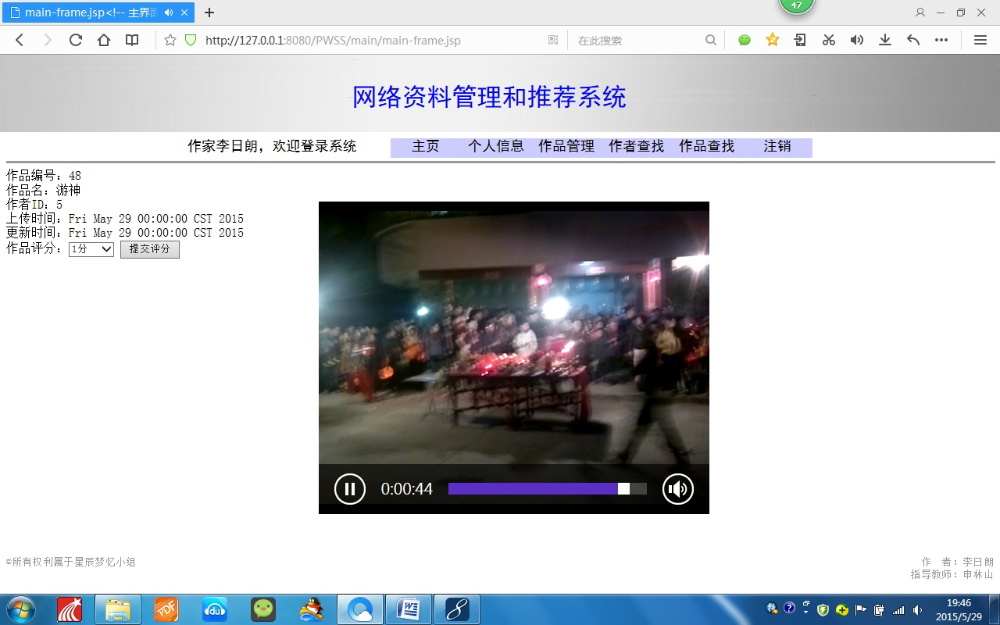 main-frame.jsp<!-- 主界面
47
http://127.0.0.1:8080/PWSS/main/main-frame.jsp
在此搜索
网络资料管理和推荐系统
作家李日朗，欢迎登录系统 主页 个人信息 作品管理 作者查找 作品查找 注销
作品编号：48
作品名：游神
作者ID：5
上传时间：Fri May 29 00:00:00 CST 2015
更新时间：Fri May 29 00:00:00 CST 2015
作品评分： 1分 提交评分
0:00:44
©所有权利属于星辰梦忆小组
作 者：李日朗
指导教师：申林山
PDF
du
W
19:46
2015/5/29